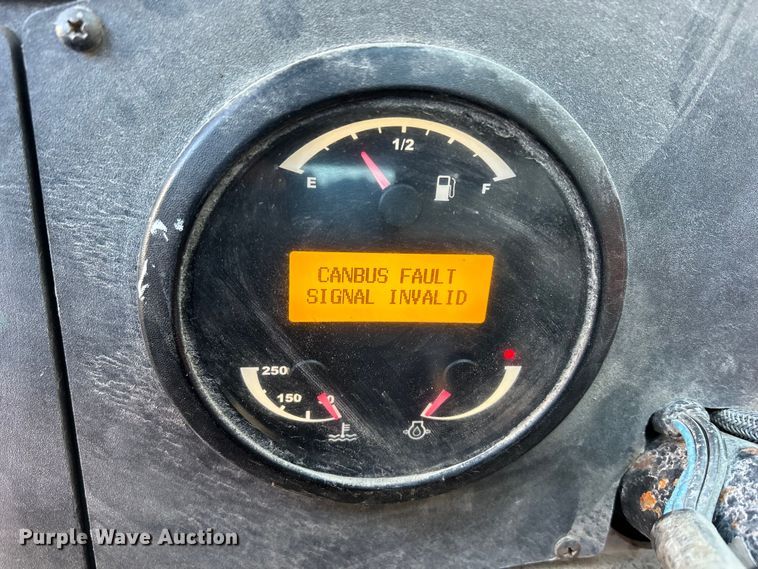 1/2
E
F
CANBUS FAULT
SIGNAL INVALID
250
150
Purple Wave Auction